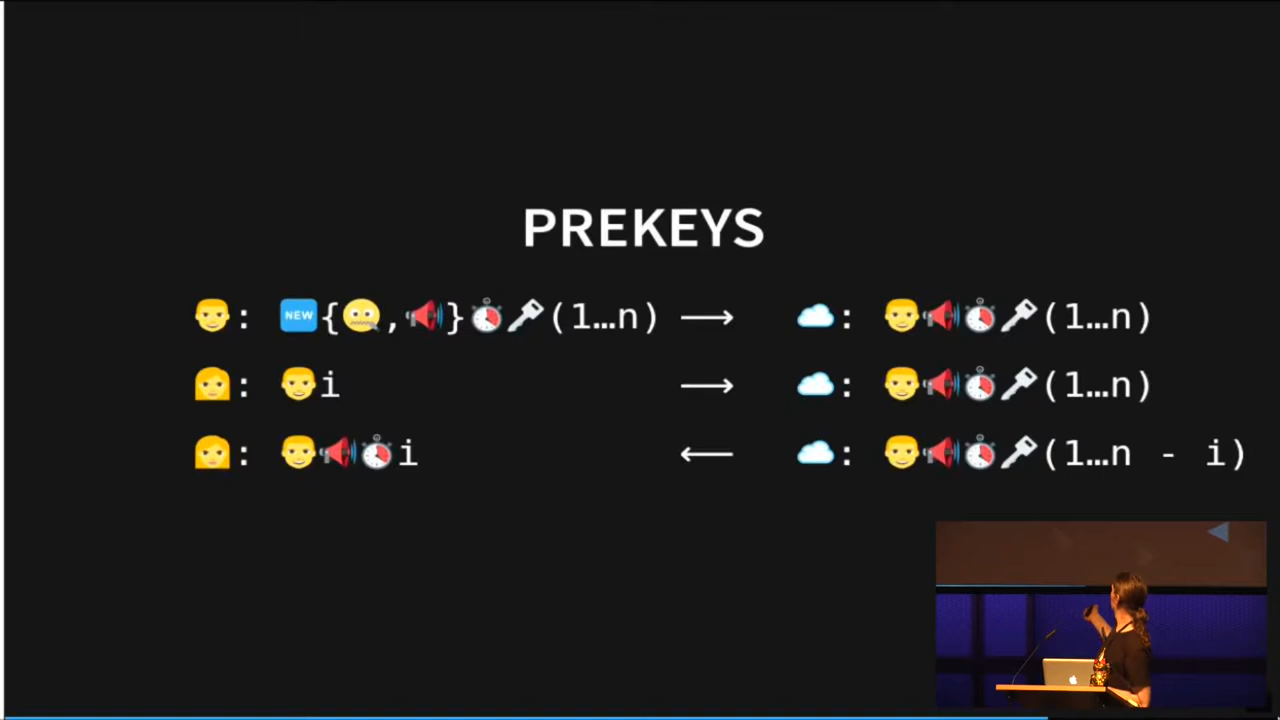 PREKEYS
👨: 🆕{🤐,📢}⏱🔑(1…n) ⟶ ☁: 👨📢⏱🔑(1…n)
👩: 👨i ⟶ ☁: 👨📢⏱🔑(1…n)
👩: 👨📢⏱i ⟵ ☁: 👨📢⏱🔑(1…n - i)